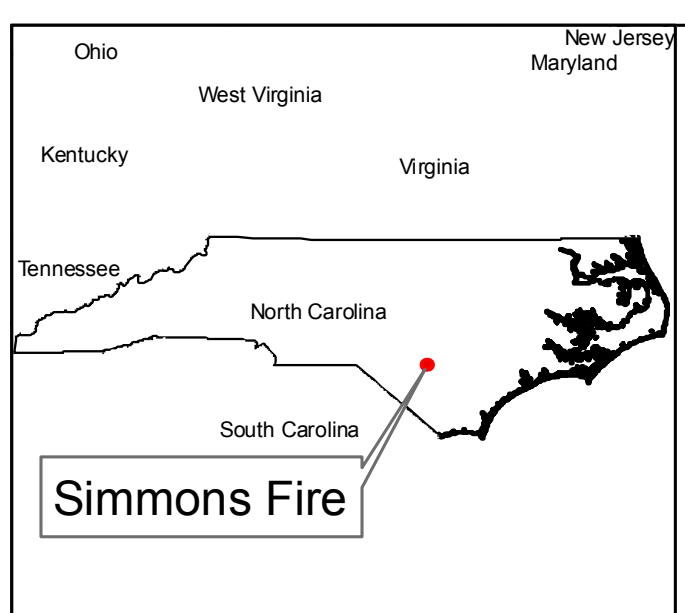 New Jersey
Ohio
Maryland
West Virginia
Kentucky
Virginia
Tennessee
North Carolina
South Carolina
Simmons Fire